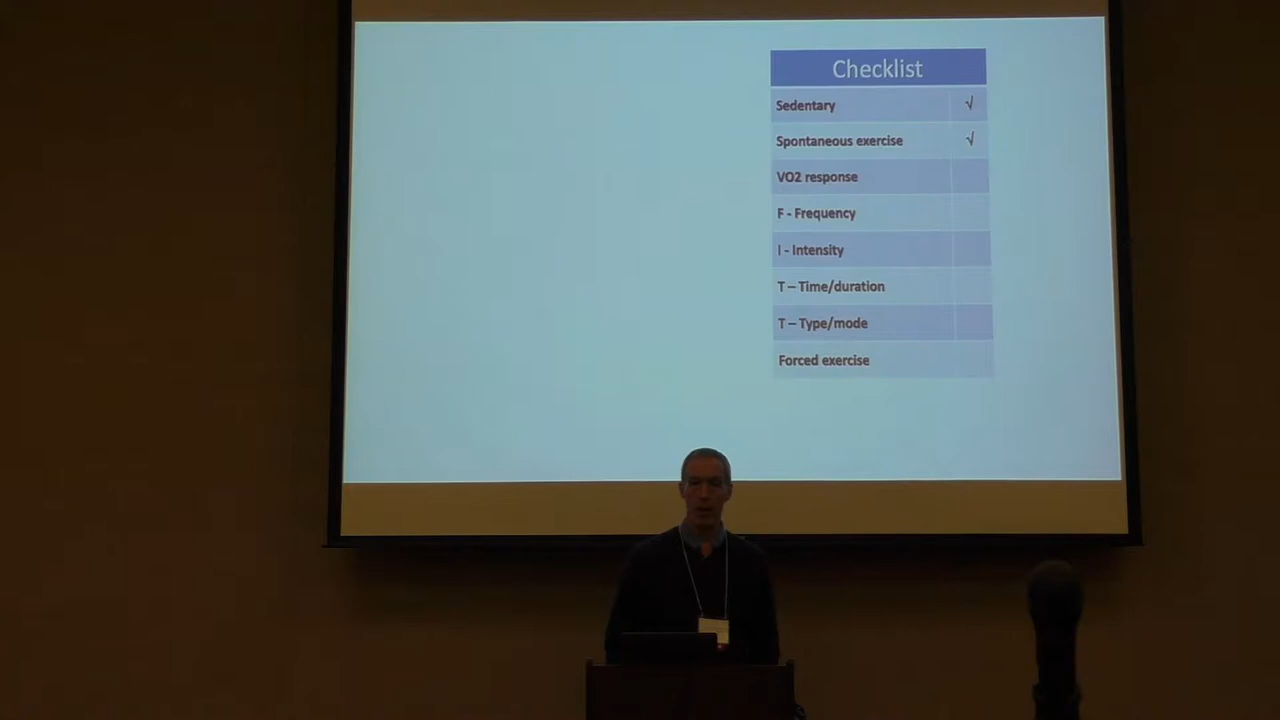 Checklist
Sedentary √
Spontaneous exercise √
VO2 response
F - Frequency
I - Intensity
T – Time/duration
T – Type/mode
Forced exercise